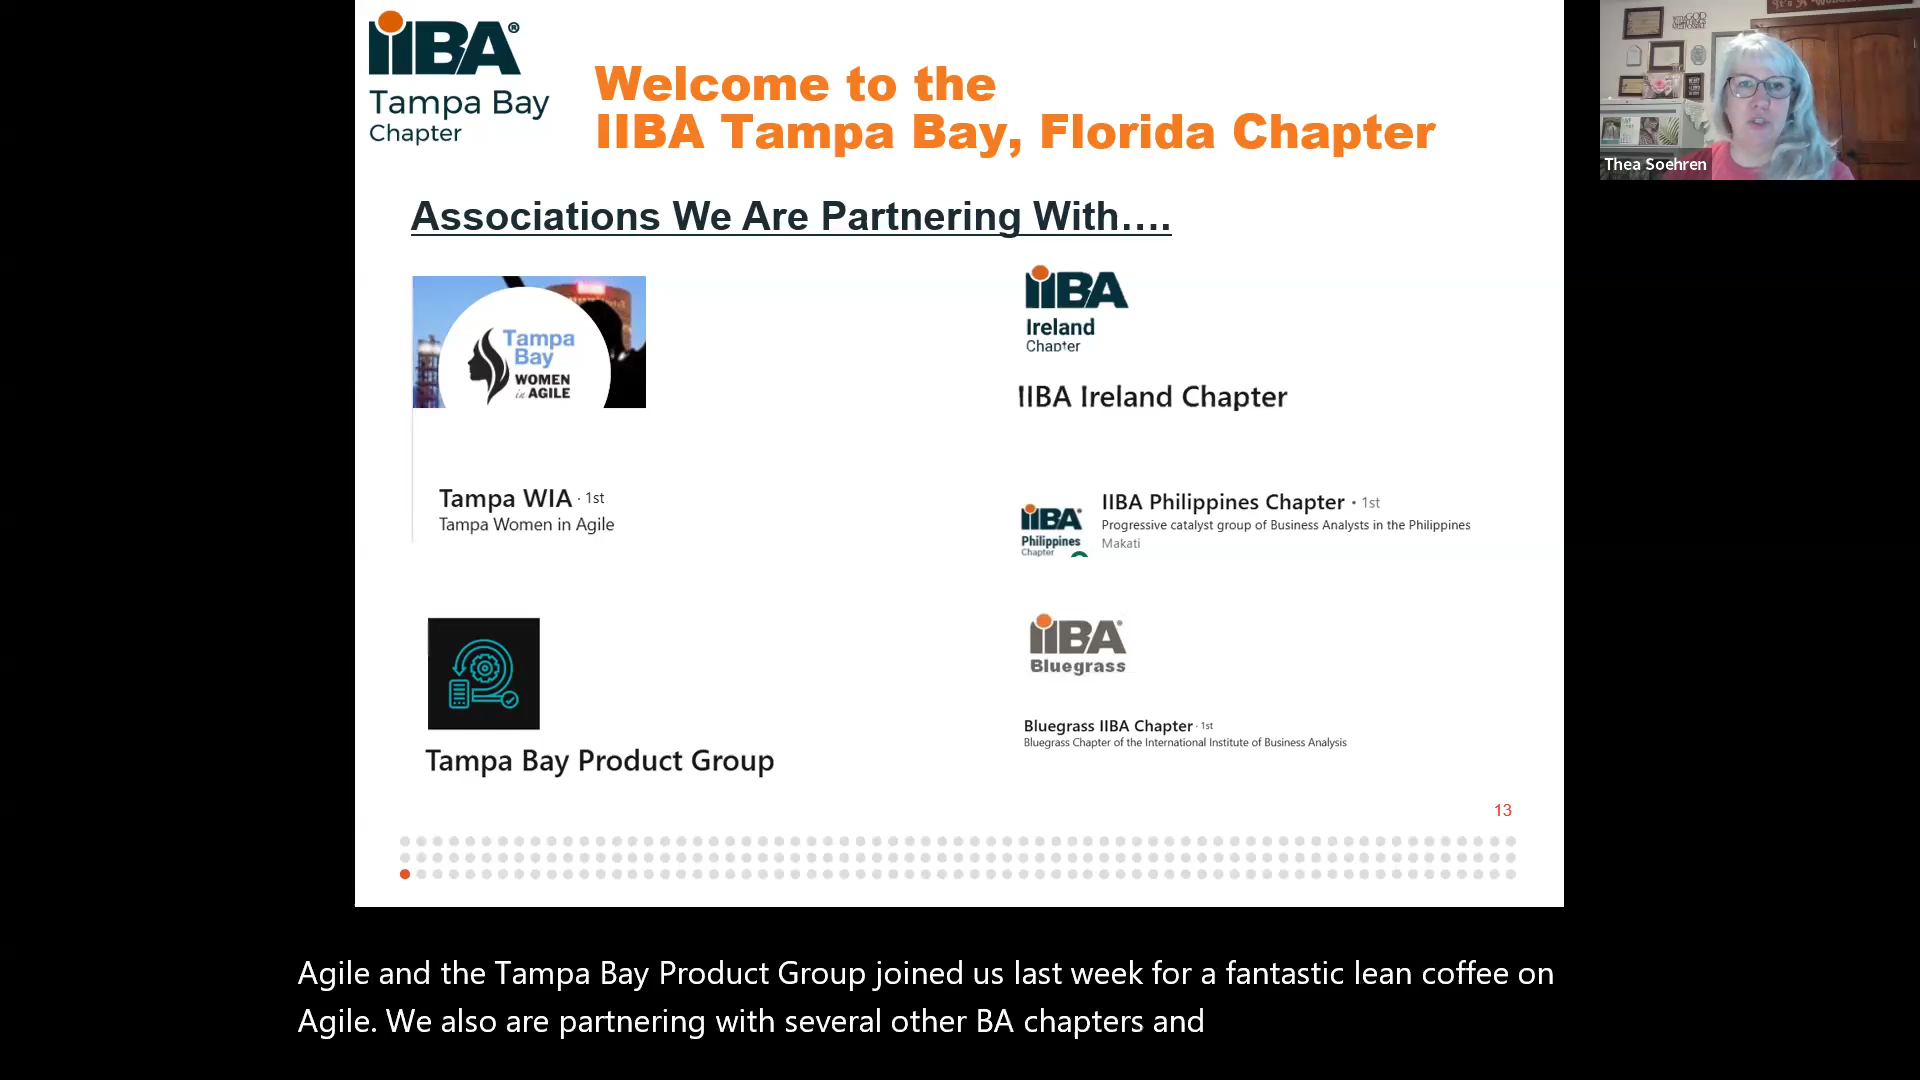 IIBA®
Tampa Bay
Chapter
Welcome to the
IIBA Tampa Bay, Florida Chapter
Associations We Are Partnering With….
Tampa
Bay
WOMEN
in AGILE
Tampa WIA · 1st
Tampa Women in Agile
Tampa Bay Product Group
IIBA
Ireland
Chapter
IIBA Ireland Chapter
IIBA
Philippines
Chapter
IIBA Philippines Chapter • 1st
Progressive catalyst group of Business Analysts in the Philippines
Makati
IIBA
Bluegrass
Bluegrass IIBA Chapter · 1st
Bluegrass Chapter of the International Institute of Business Analysis
13
Thea Soehren
Agile and the Tampa Bay Product Group joined us last week for a fantastic lean coffee on
Agile. We also are partnering with several other BA chapters and